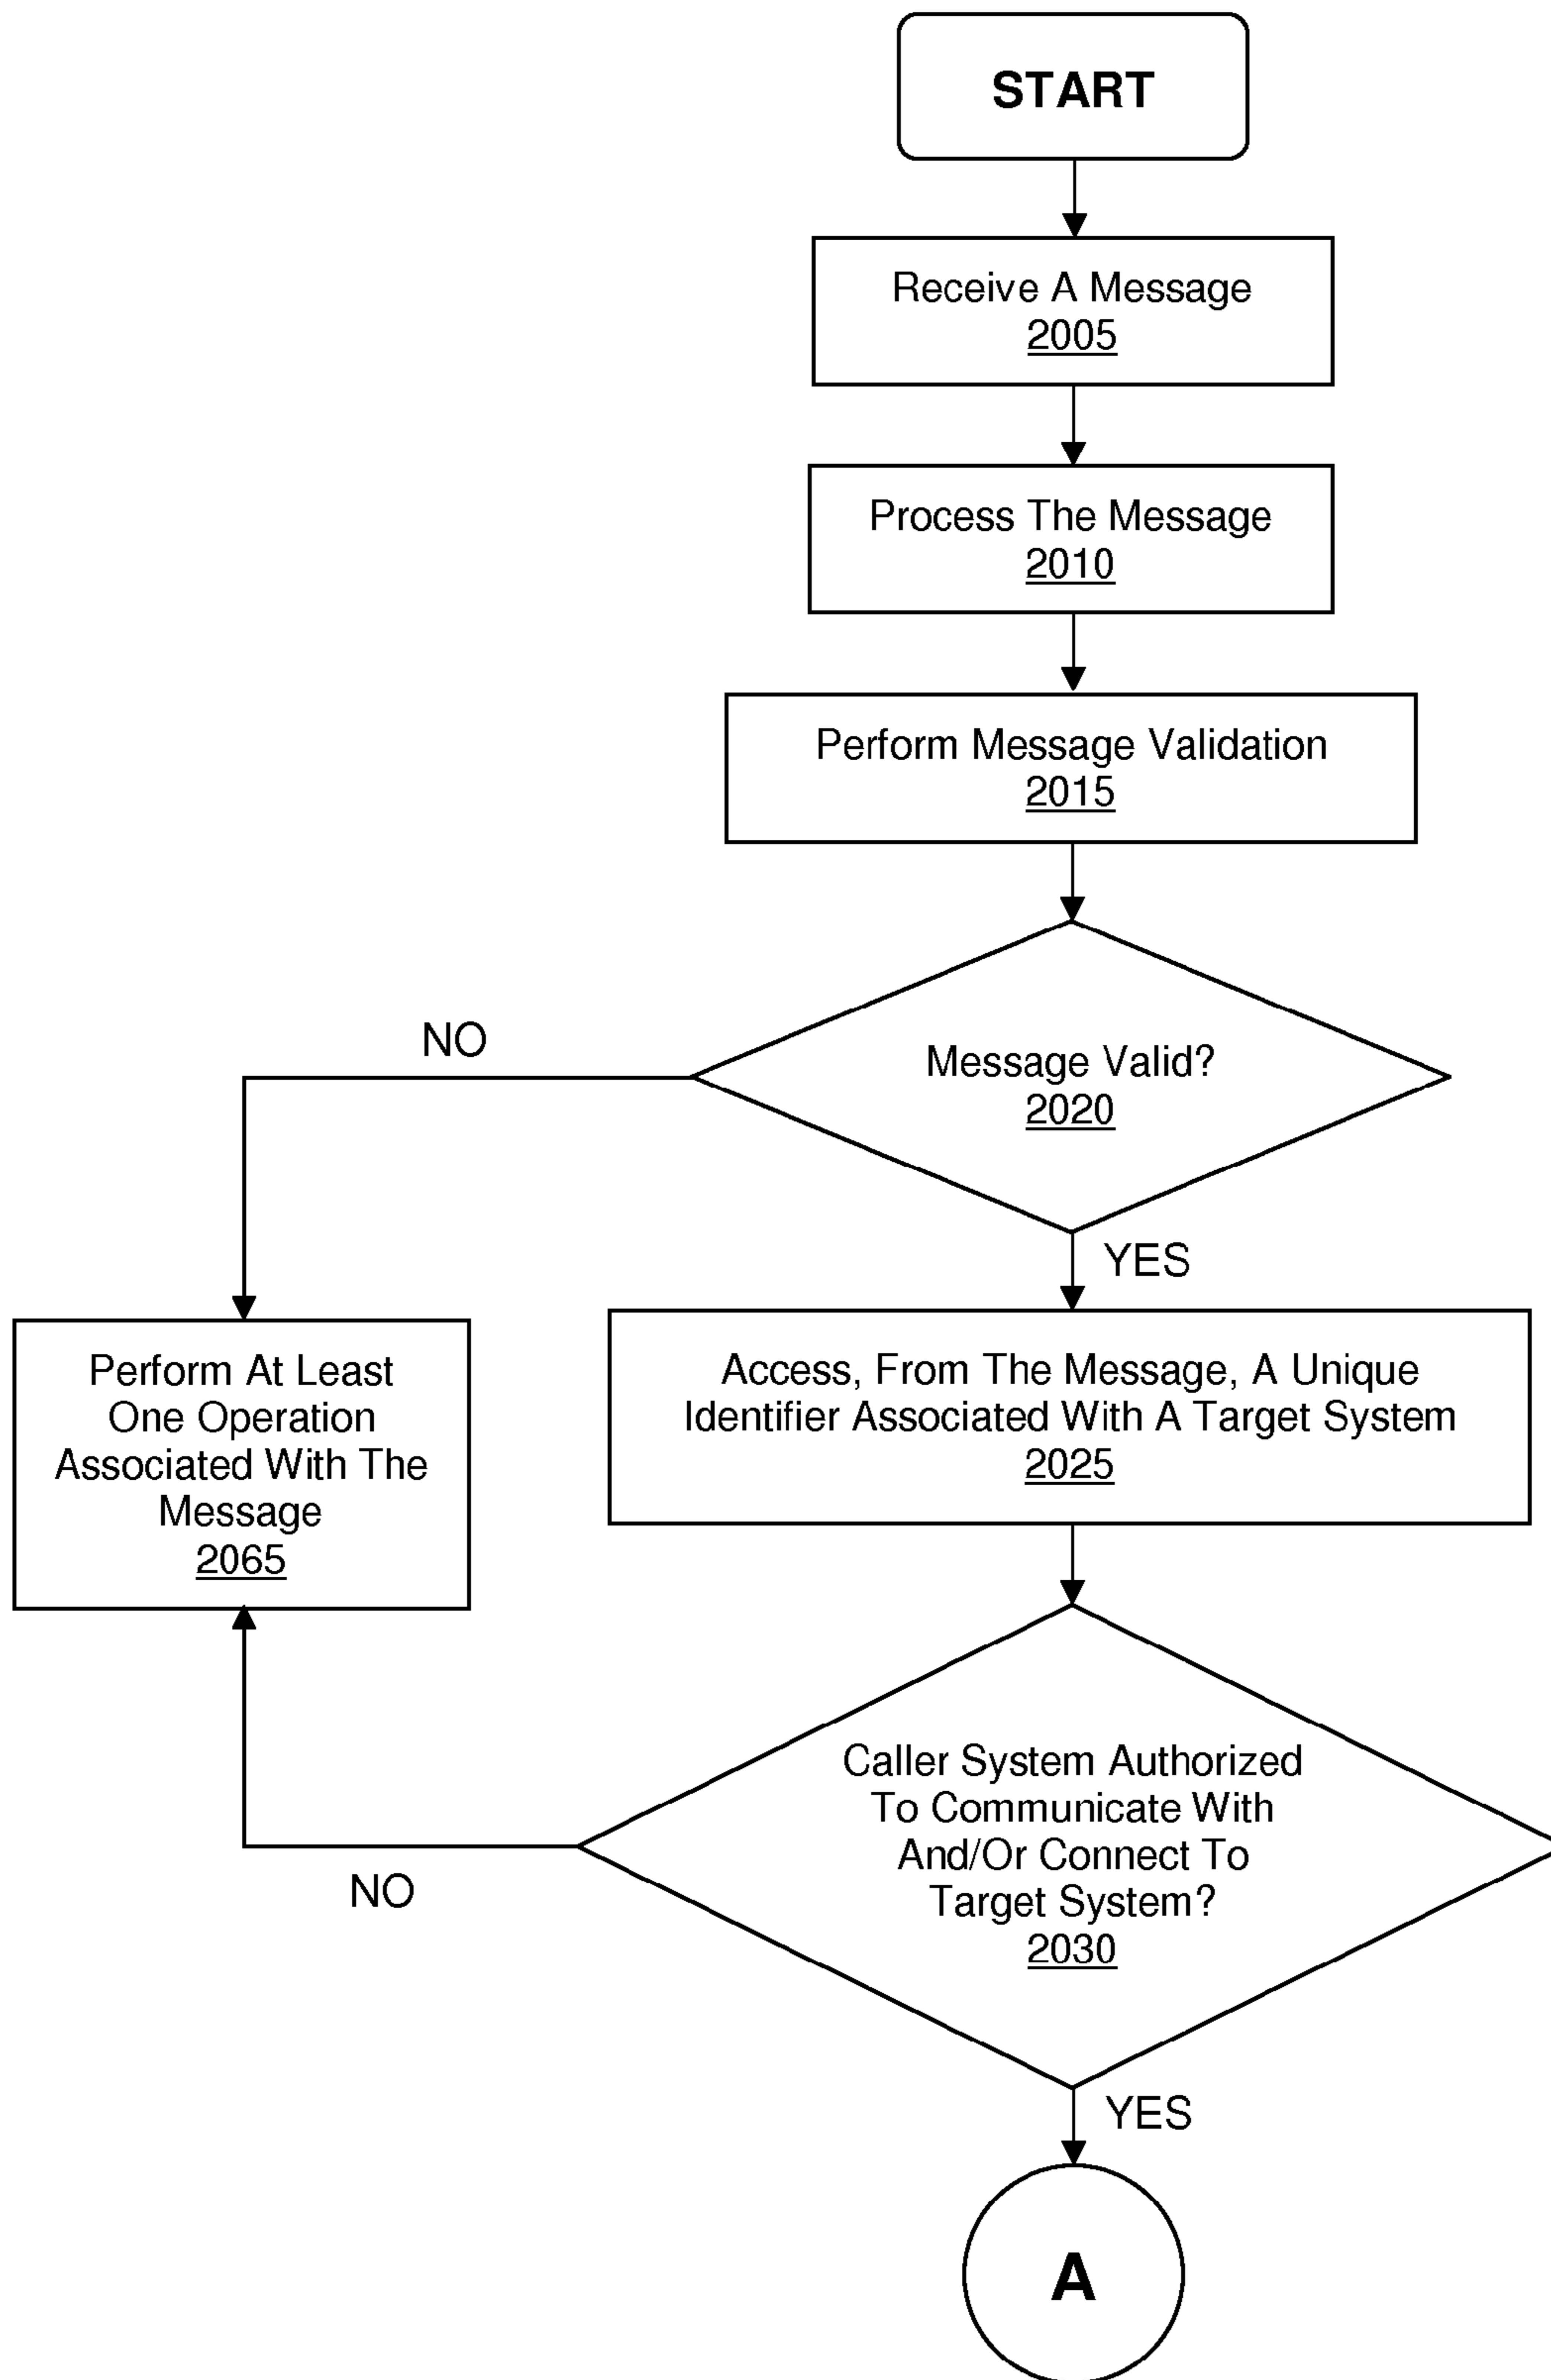 START
Receive A Message
2005
Process The Message
2010
Perform Message Validation
2015
Message Valid?
2020
NO
YES
Perform At Least
One Operation
Associated With The
Message
2065
Access, From The Message, A Unique
Identifier Associated With A Target System
2025
Caller System Authorized
To Communicate With
And/Or Connect To
Target System?
2030
NO
YES
A